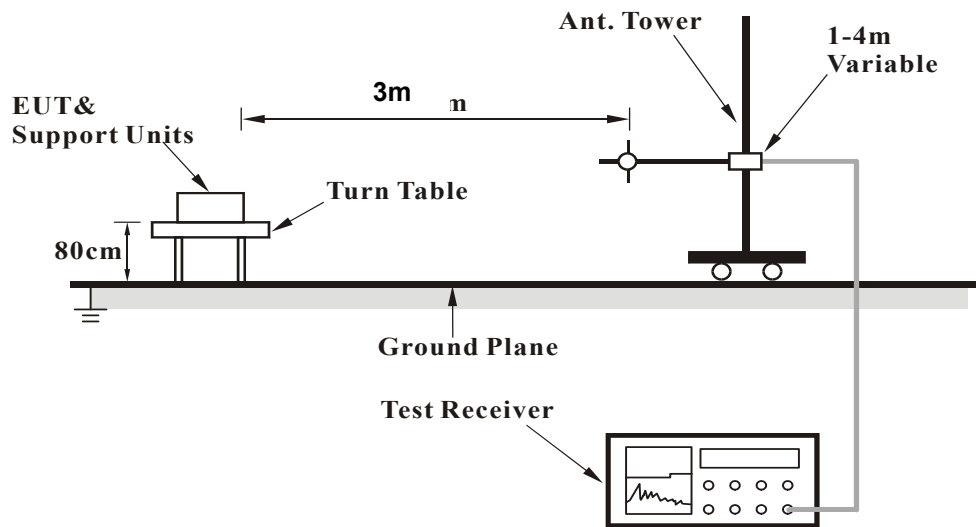 Ant. Tower
1-4m
Variable
3m
m
EUT&
Support Units
Turn Table
80cm
Ground Plane
Test Receiver